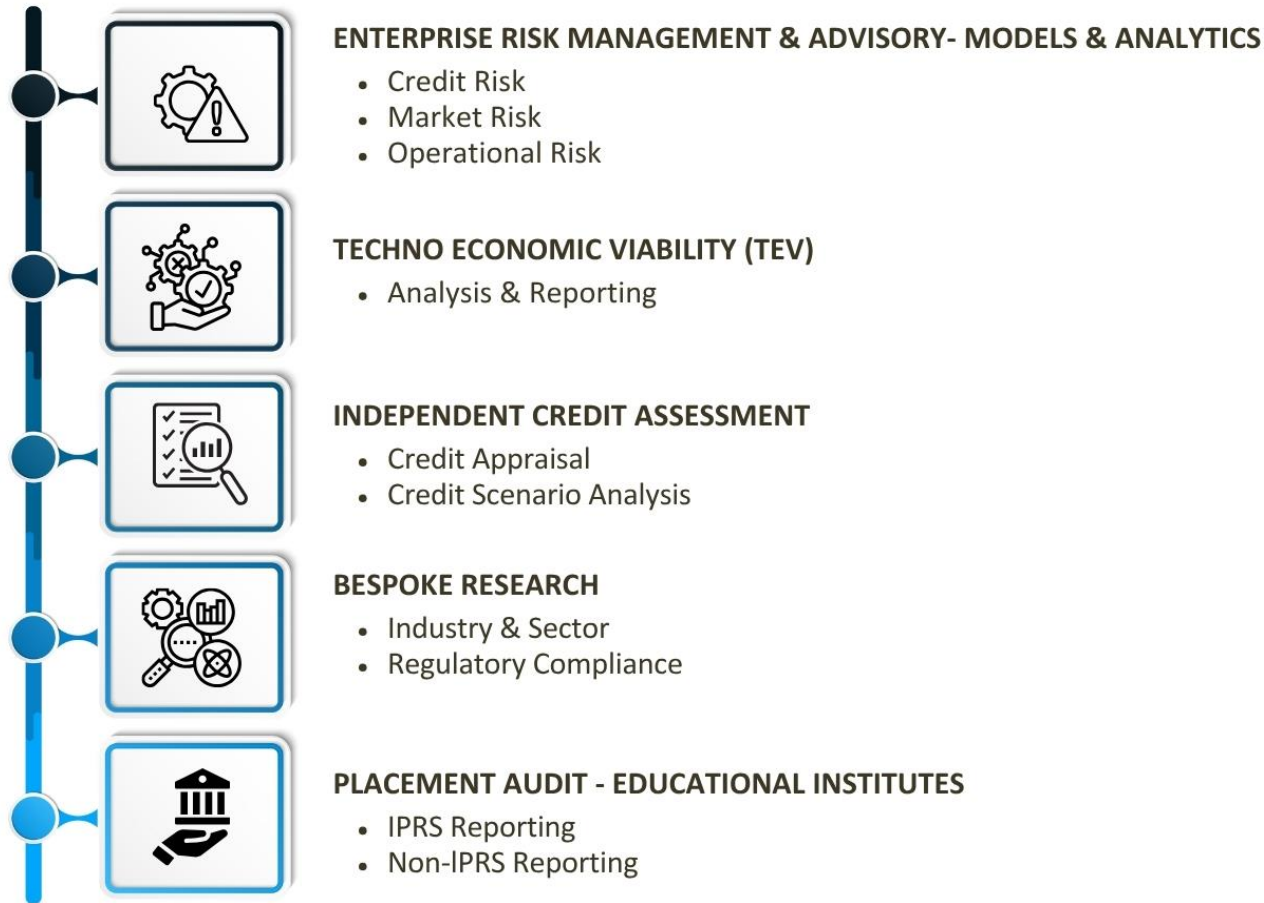 ENTERPRISE RISK MANAGEMENT & ADVISORY- MODELS & ANALYTICS
• Credit Risk
• Market Risk
• Operational Risk
TECHNO ECONOMIC VIABILITY (TEV)
• Analysis & Reporting
INDEPENDENT CREDIT ASSESSMENT
• Credit Appraisal
• Credit Scenario Analysis
BESPOKE RESEARCH
• Industry & Sector
• Regulatory Compliance
PLACEMENT AUDIT - EDUCATIONAL INSTITUTES
• IPRS Reporting
• Non-IPRS Reporting